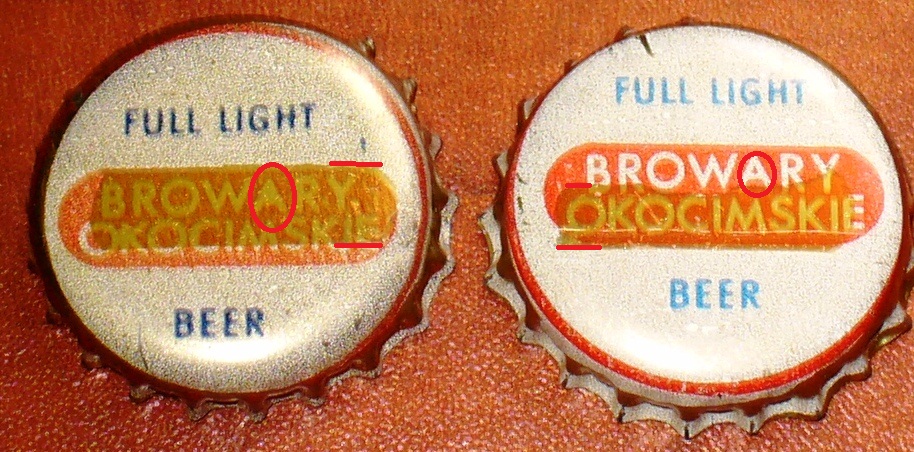 FULL LIGHT
BROWARY
OKOCIMSKIE
BEER
FULL LIGHT
BROWARY
OKOCIMSKIE
BEER